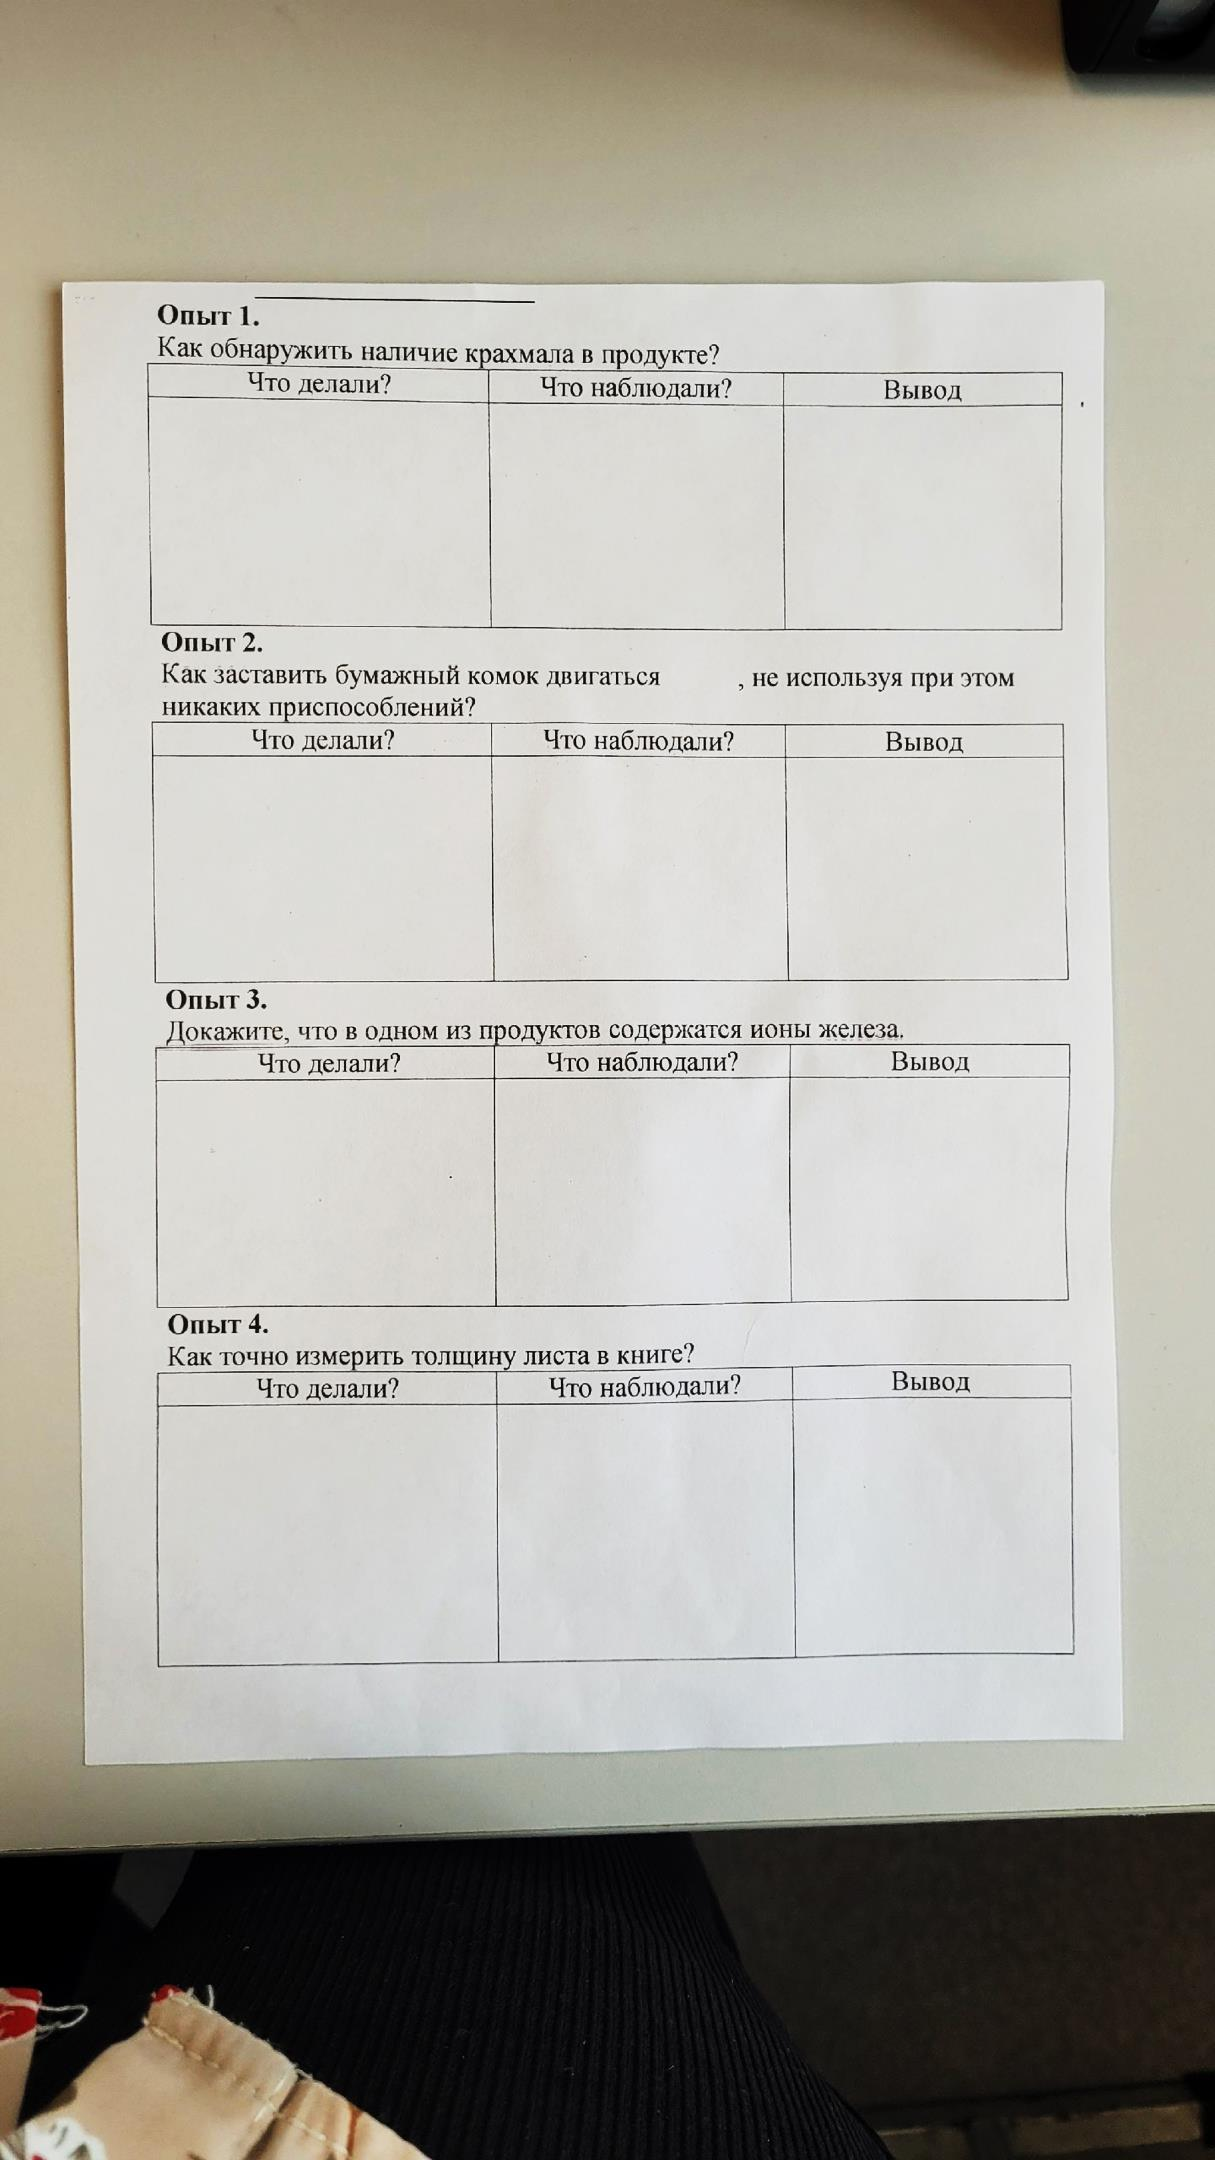 Опыт 1.
Как обнаружить наличие крахмала в продукте?
Что делали? Что наблюдали? Вывод
Опыт 2.
Как заставить бумажный комок двигаться , не используя при этом
никаких приспособлений?
Что делали? Что наблюдали? Вывод
Опыт 3.
Докажите, что в одном из продуктов содержатся ионы железа.
Что делали? Что наблюдали? Вывод
Опыт 4.
Как точно измерить толщину листа в книге?
Что делали? Что наблюдали? Вывод